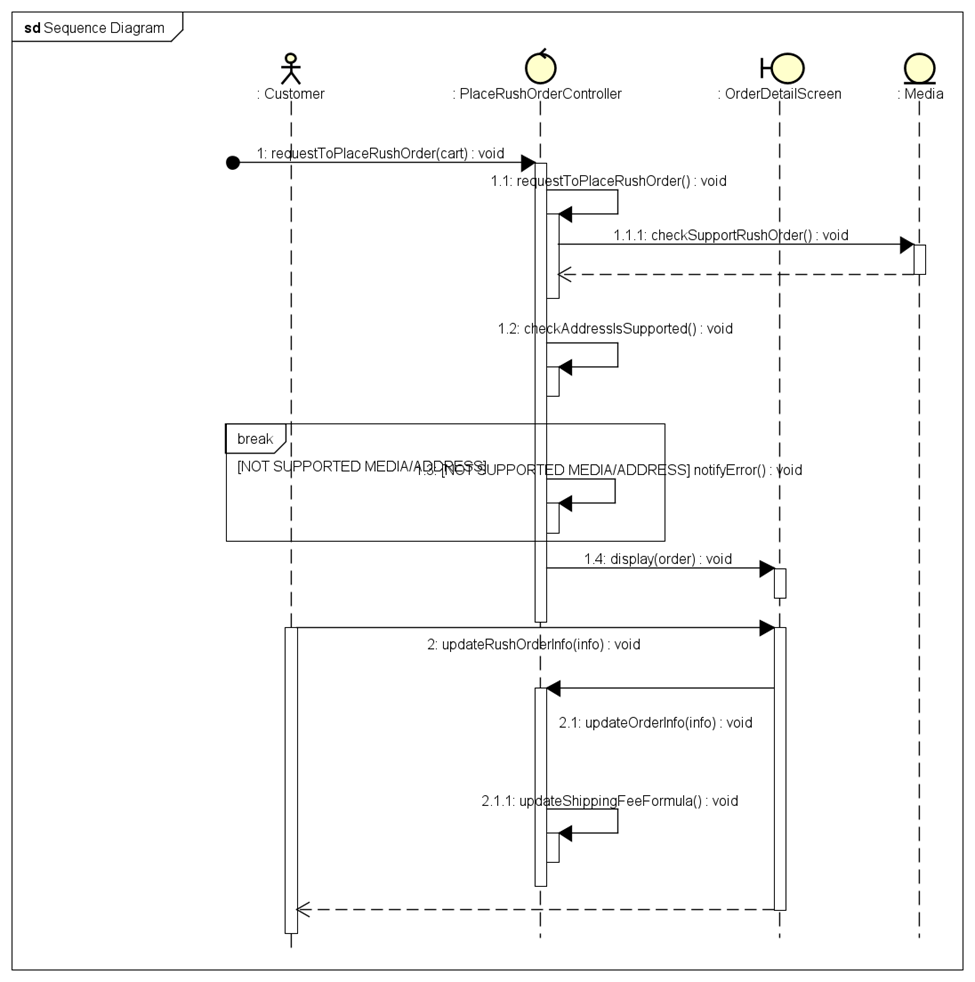 sd Sequence Diagram
: Customer
: PlaceRushOrderController
: OrderDetailScreen
: Media
1: requestToPlaceRushOrder(cart) : void
1.1: requestToPlaceRushOrder() : void
1.1.1: checkSupportRushOrder() : void
1.2: checkAddressIsSupported() : void
break
[NOT SUPPORTED MEDIA/ADDRESS]
1.3: [NOT SUPPORTED MEDIA/ADDRESS] notifyError() : void
1.4: display(order) : void
2: updateRushOrderInfo(info) : void
2.1: updateOrderInfo(info) : void
2.1.1: updateShippingFeeFormula() : void